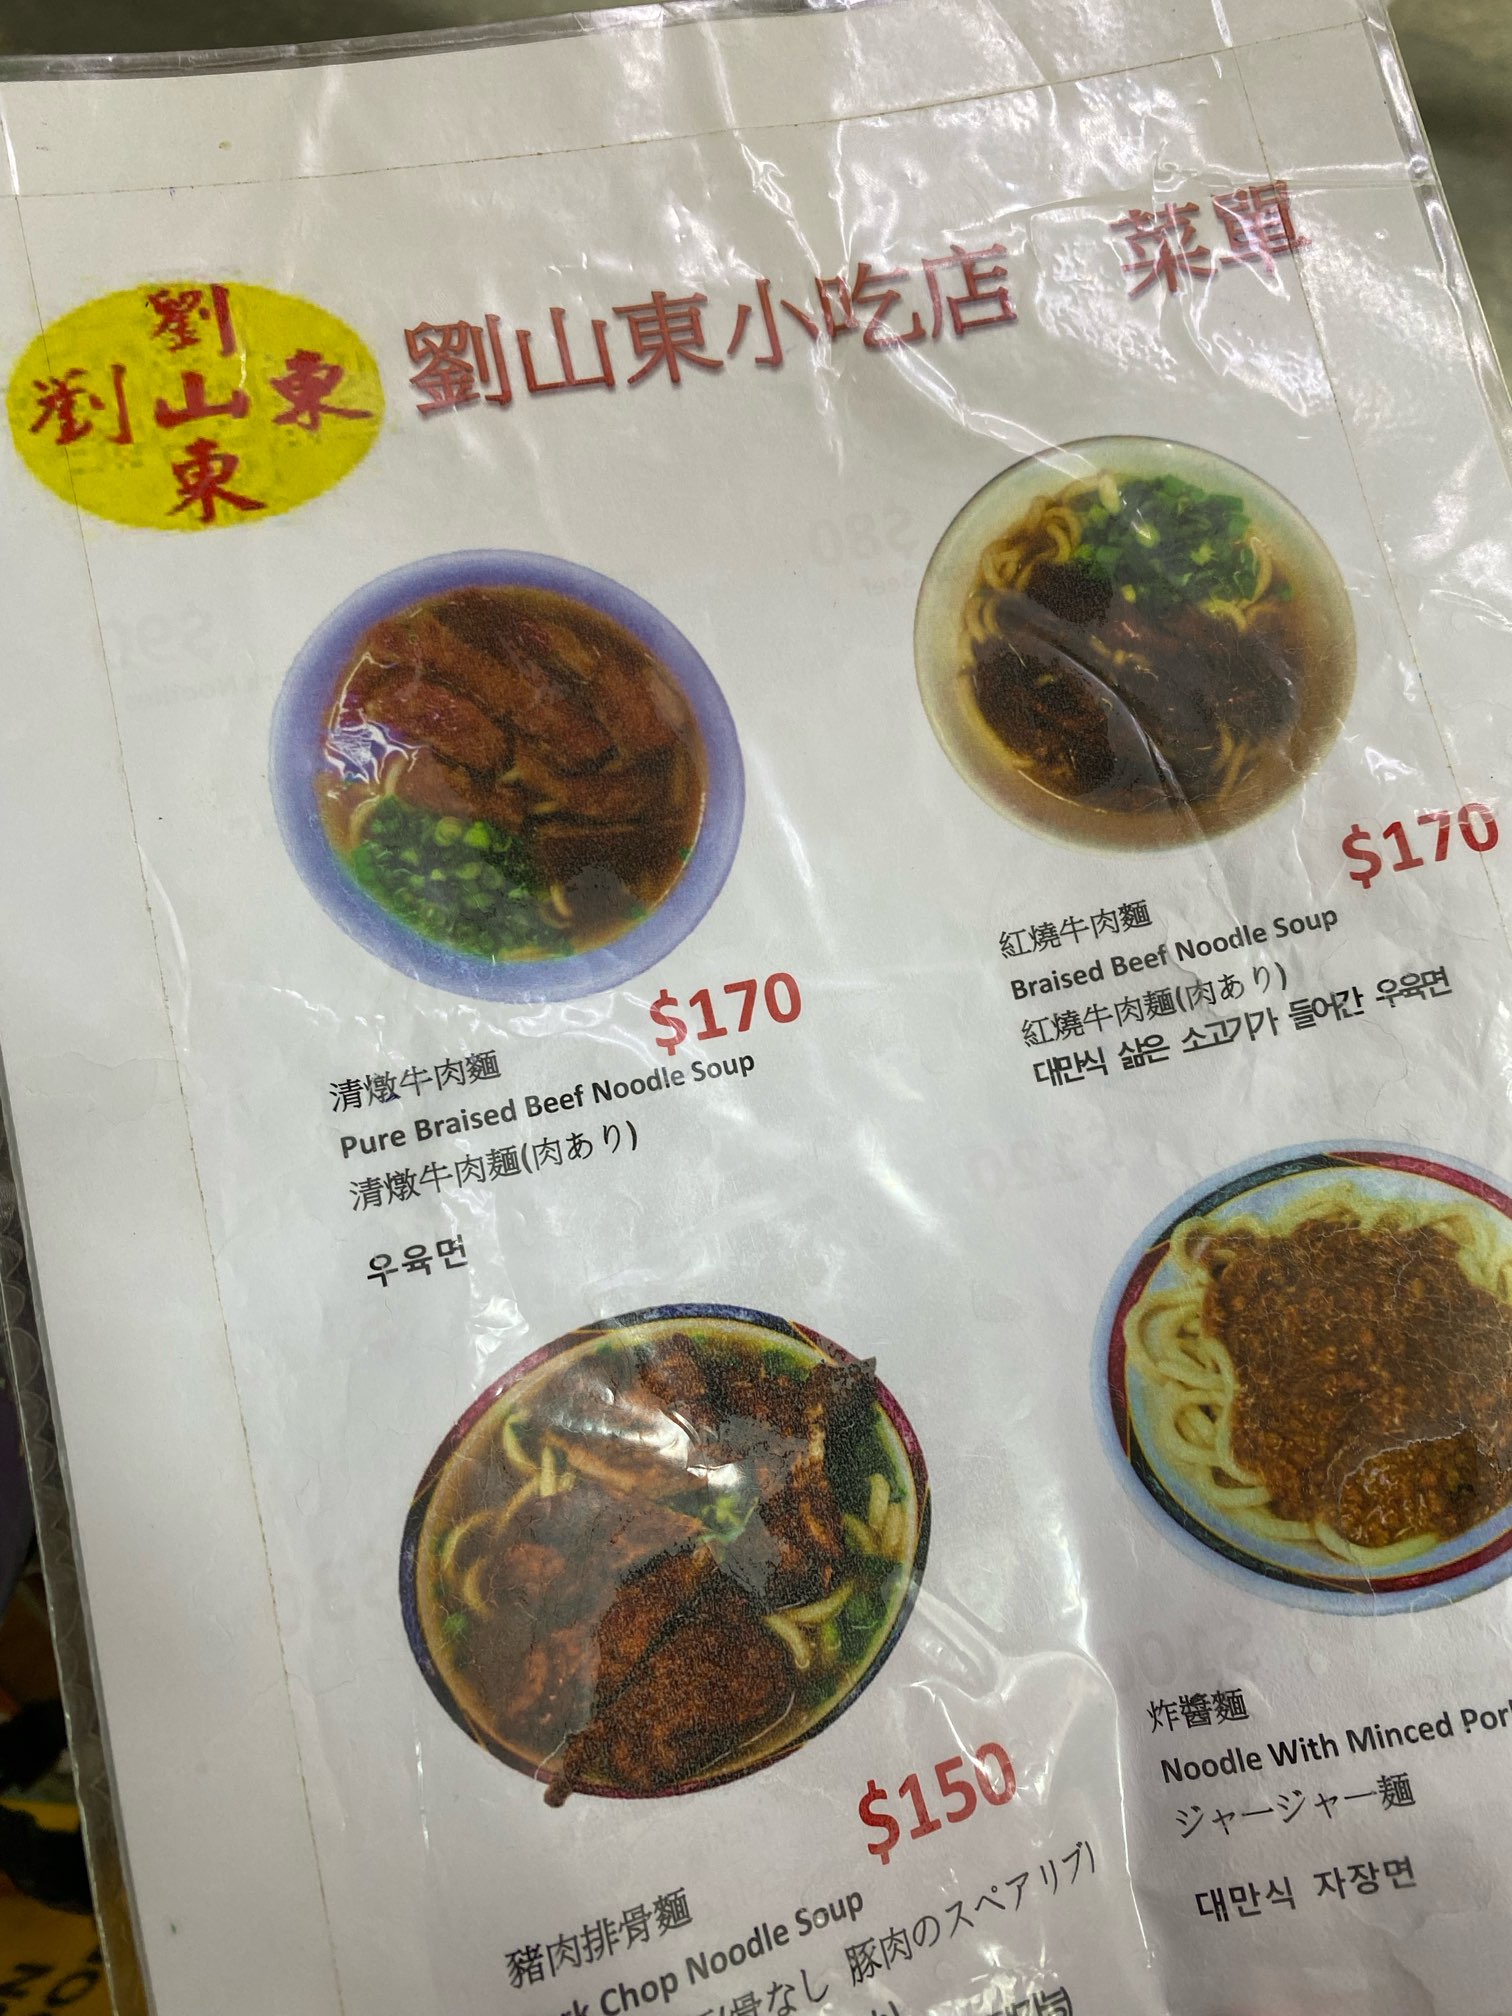 劉
劉山東
東
劉山東小吃店 菜單
$170
清燉牛肉麵
Pure Braised Beef Noodle Soup
清燉牛肉麺(肉あり)
우육면
$170
紅燒牛肉麵
Braised Beef Noodle Soup
紅燒牛肉麺(肉あり)
대만식 삶은 소고기가 들어간 우육면
$150
豬肉排骨麵
Chop Noodle Soup
骨なし 豚肉のスペアリブ)
炸醬麵
Noodle With Minced
ジャージャー麺
대만식 자장면